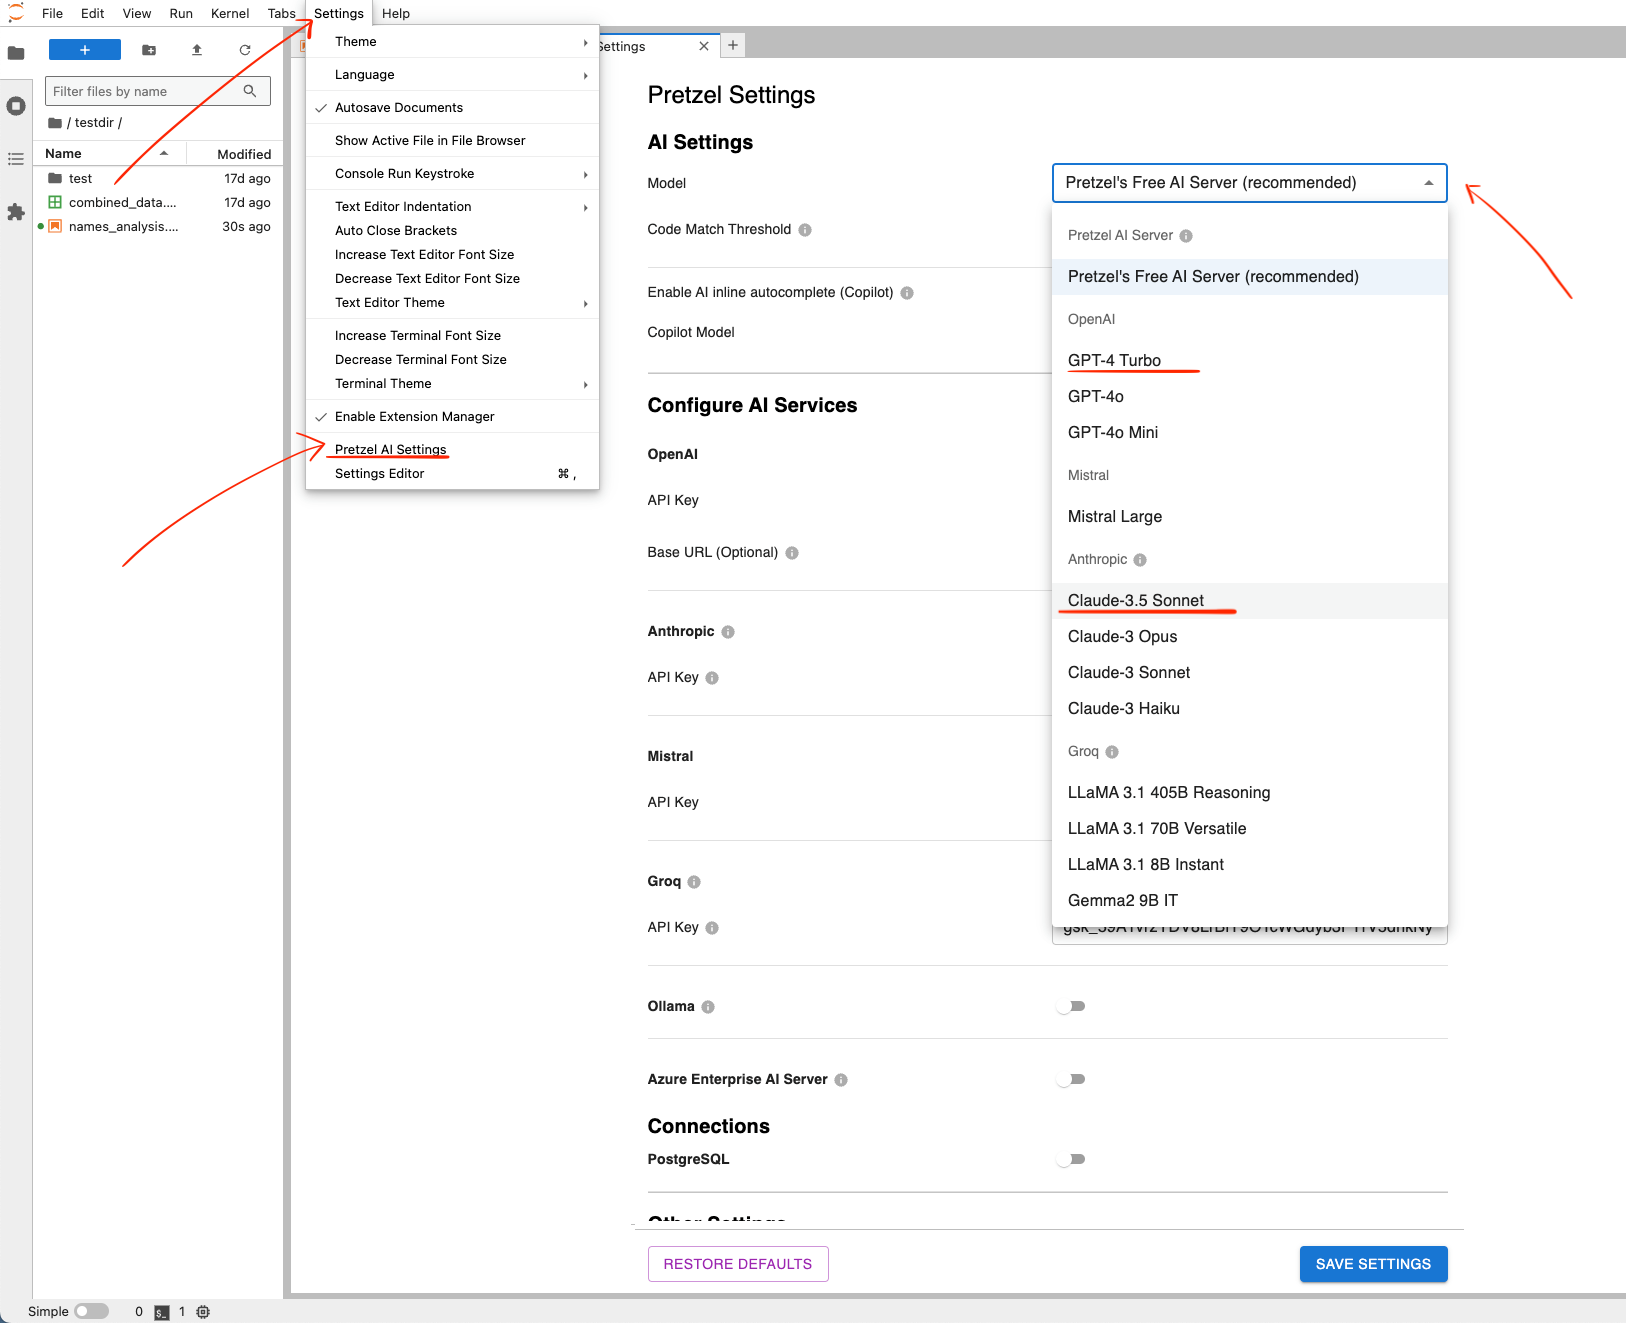 File Edit View Run Kernel Tabs Settings Help
+
Filter files by name
/ testdir /
Name Modified
test 17d ago
combined_data.... 17d ago
names_analysis.... 30s ago
Theme
Language
Autosave Documents
Show Active File in File Browser
Console Run Keystroke
Text Editor Indentation
Auto Close Brackets
Increase Text Editor Font Size
Decrease Text Editor Font Size
Text Editor Theme
Increase Terminal Font Size
Decrease Terminal Font Size
Terminal Theme
Enable Extension Manager
Pretzel AI Settings
Settings Editor ⌘ ,
Settings × +
Pretzel Settings
AI Settings
Model
Pretzel's Free AI Server (recommended)
Code Match Threshold
Enable AI inline autocomplete (Copilot)
Copilot Model
Pretzel AI Server
Pretzel's Free AI Server (recommended)
OpenAI
GPT-4 Turbo
GPT-4o
GPT-4o Mini
Mistral
Mistral Large
Anthropic
Claude-3.5 Sonnet
Claude-3 Opus
Claude-3 Sonnet
Claude-3 Haiku
Groq
LLaMA 3.1 405B Reasoning
LLaMA 3.1 70B Versatile
LLaMA 3.1 8B Instant
Gemma2 9B IT
Configure AI Services
OpenAI
API Key
Base URL (Optional)
Anthropic
API Key
Mistral
API Key
Groq
API Key
Ollama
Azure Enterprise AI Server
Connections
PostgreSQL
Other Settings
RESTORE DEFAULTS SAVE SETTINGS
Simple 0 $_ 1